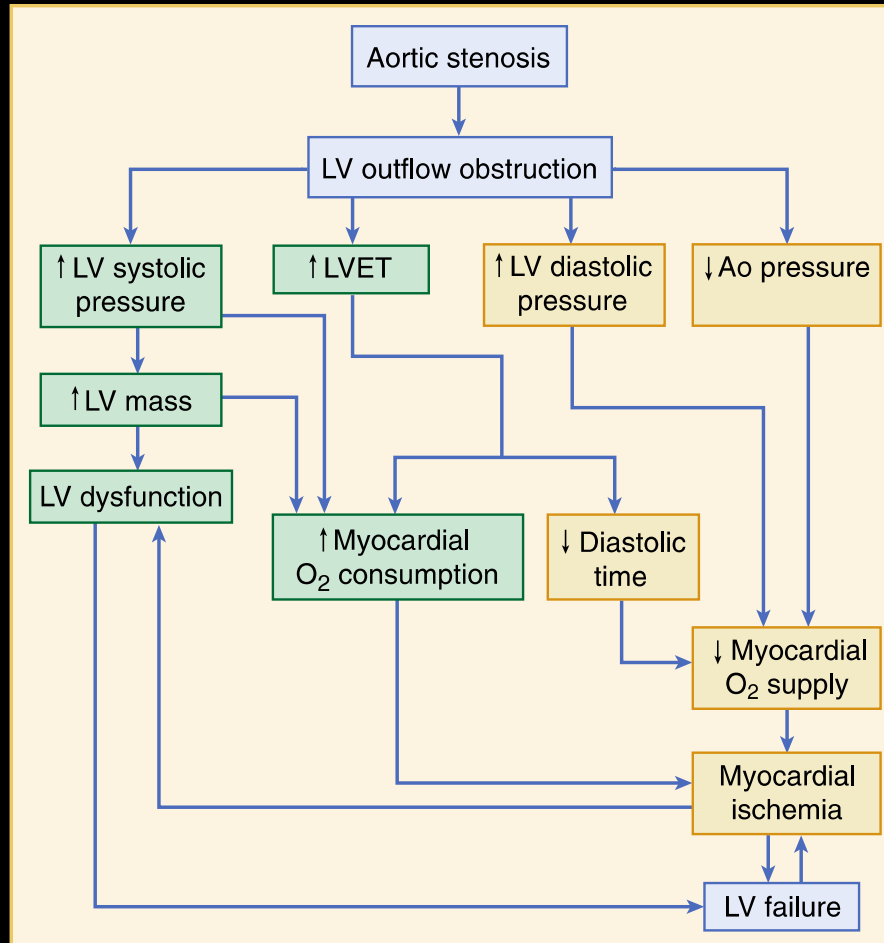 Aortic stenosis
LV outflow obstruction
↑LV systolic
pressure
↑LVET
↑LV diastolic
pressure
↓Ao pressure
↑LV mass
LV dysfunction
↑Myocardial
O₂ consumption
↓ Diastolic
time
↓ Myocardial
O₂ supply
Myocardial
ischemia
LV failure